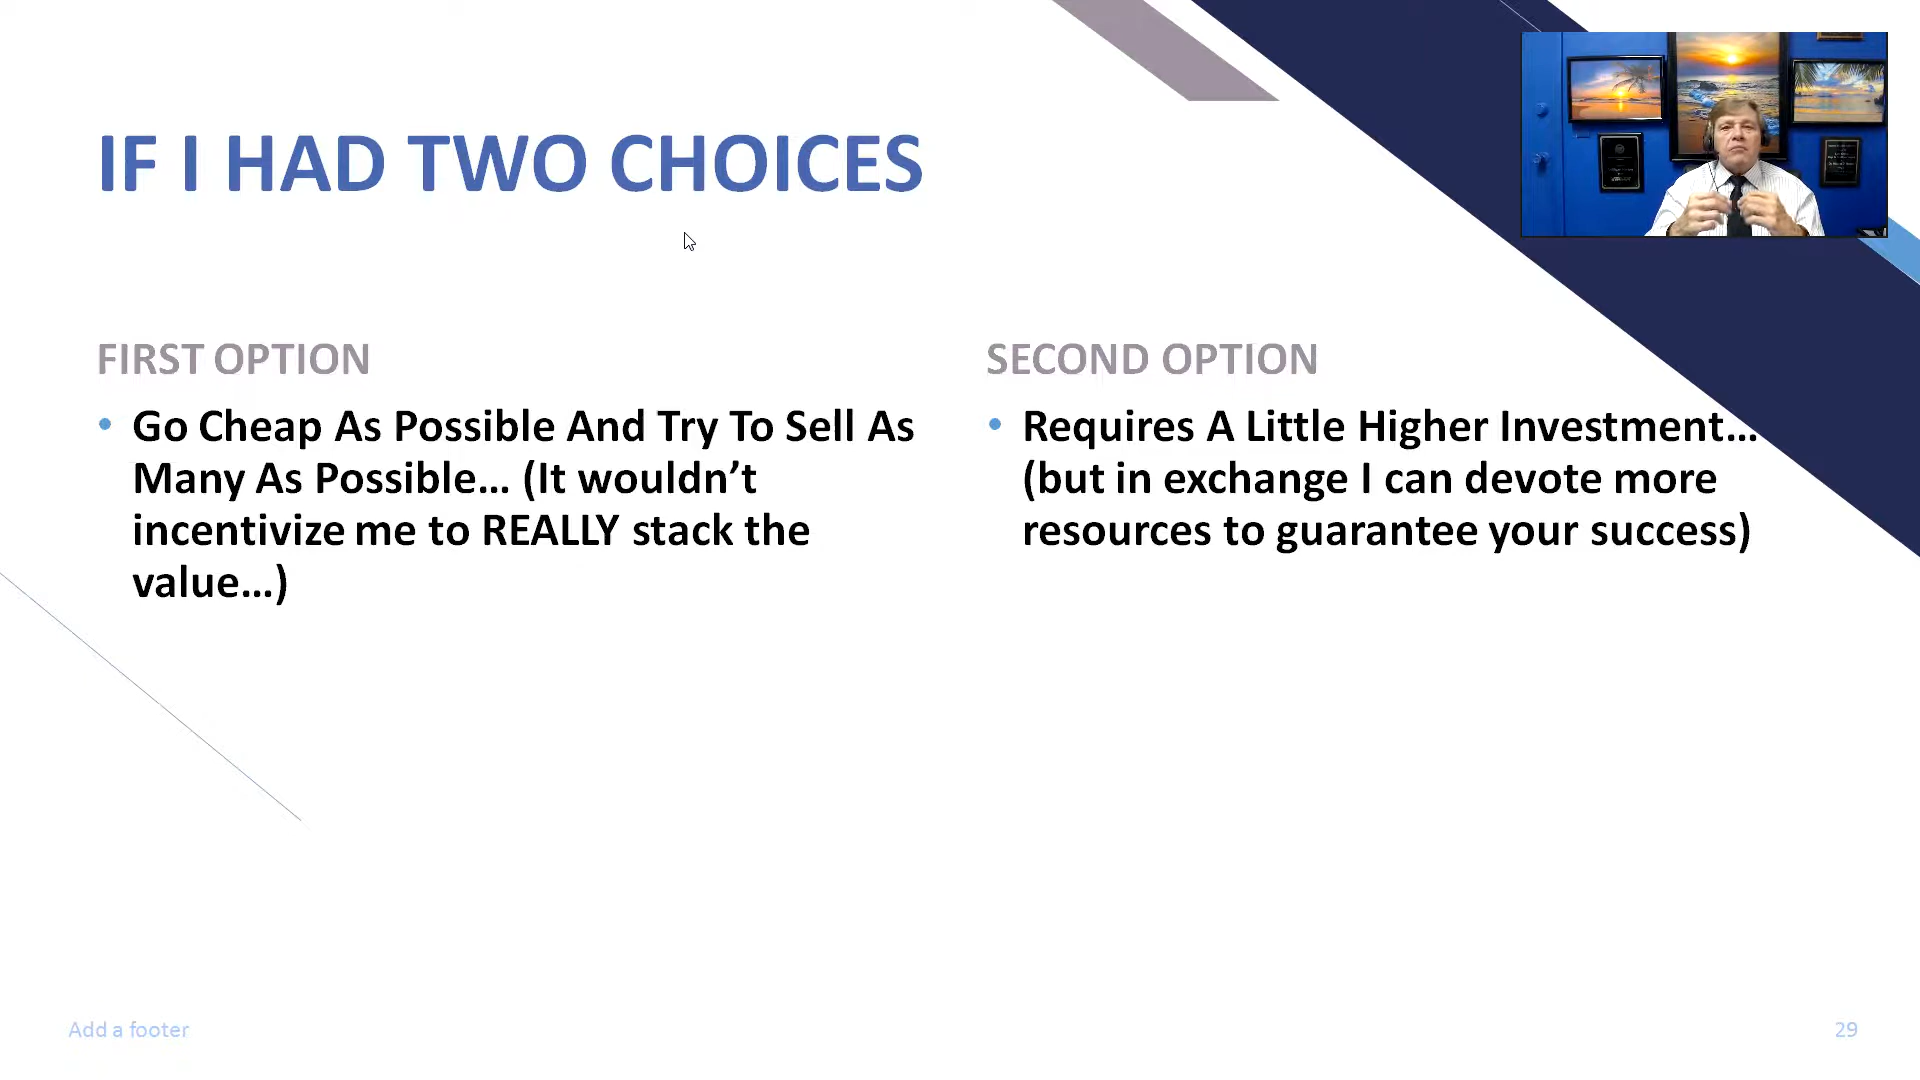 IF I HAD TWO CHOICES
FIRST OPTION
• Go Cheap As Possible And Try To Sell As
Many As Possible... (It wouldn’t
incentivize me to REALLY stack the
value...)
SECOND OPTION
• Requires A Little Higher Investment...
(but in exchange I can devote more
resources to guarantee your success)
Add a footer
29